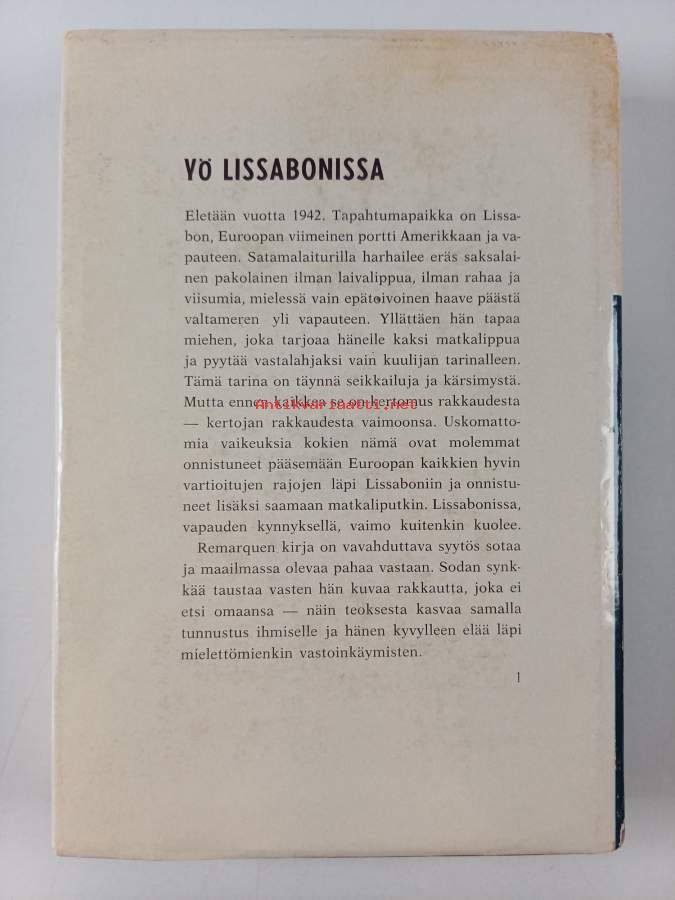 YÖ LISSABONISSA
Eletään vuotta 1942. Tapahtumapaikka on Lissa-
bon, Euroopan viimeinen portti Amerikkaan ja va-
pauteen. Satamalaiturilla harhailee eräs saksalai-
nen pakolainen ilman laivalippua, ilman rahaa ja
viisumia, mielessä vain epätoivoinen haave päästä
valtameren yli vapauteen. Yllättäen hän tapaa
miehen, joka tarjoaa hänelle kaksi matkalippua
ja pyytää vastalahjaksi vain kuulijan tarinalleen.
Tämä tarina on täynnä seikkailuja ja kärsimystä.
Mutta ennen kaikkea se on kertomus rakkaudesta
Antikvariaatti.net
— kertojan rakkaudesta vaimoonsa. Uskomatto-
mia vaikeuksia kokien nämä ovat molemmat
onnistuneet pääsemään Euroopan kaikkien hyvin
vartioitujen rajojen läpi Lissaboniin ja onnistu-
neet lisäksi saamaan matkaliputkin. Lissabonissa,
vapauden kynnyksellä, vaimo kuitenkin kuolee.
Remarquen kirja on vavahduttava syytös sotaa
ja maailmassa olevaa pahaa vastaan. Sodan synk-
kää taustaa vasten hän kuvaa rakkautta, joka ei
etsi omaansa — näin teoksesta kasvaa samalla
tunnustus ihmiselle ja hänen kyvylleen elää läpi
mielettömienkin vastoinkäymisten.
1